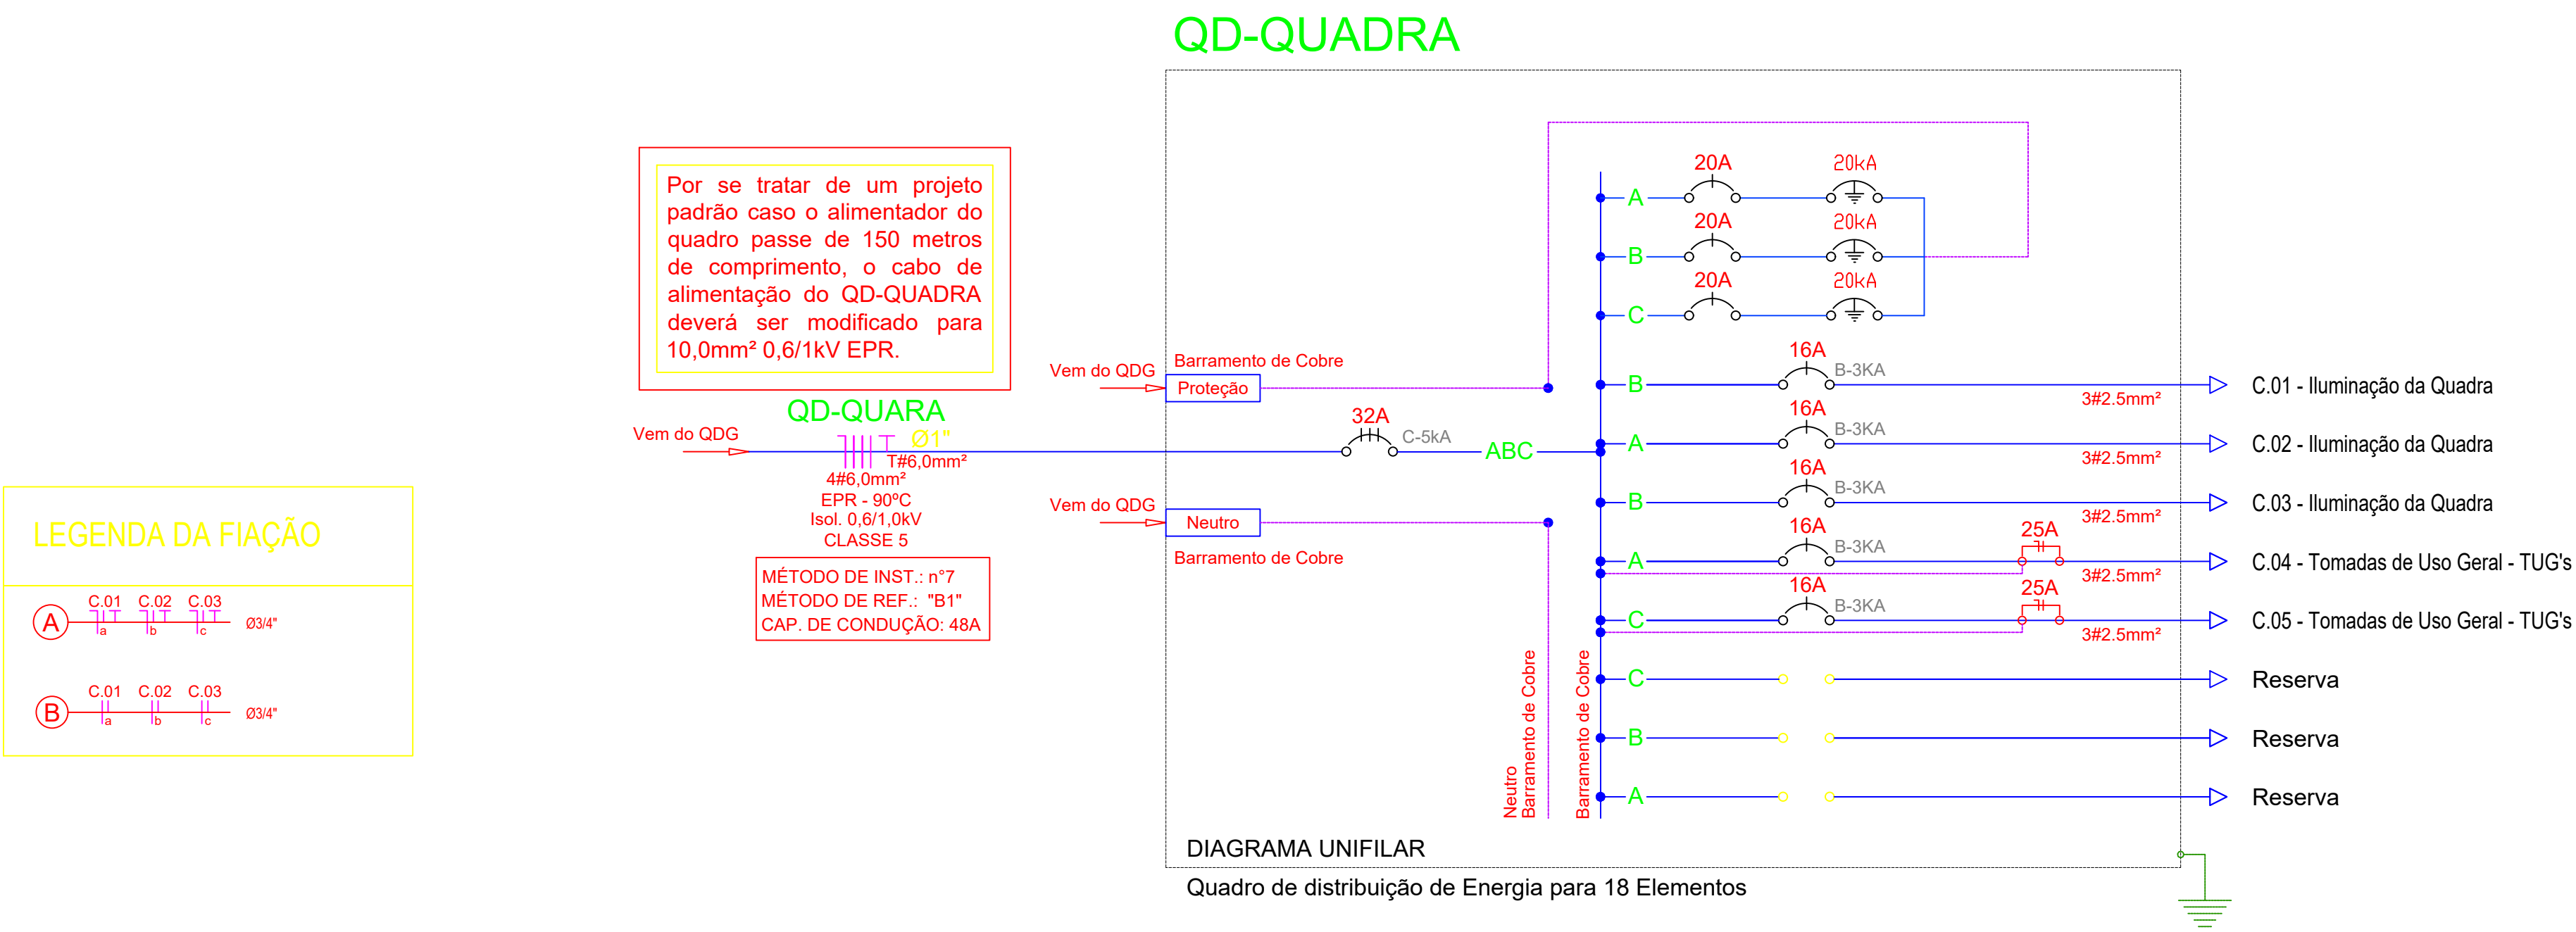 QD-QUADRA
Por se tratar de um projeto
padrão caso o alimentador do
quadro passe de 150 metros
de comprimento, o cabo de
alimentação do QD-QUADRA
deverá ser modificado para
10,0mm² 0,6/1kV EPR.
QD-QUARA
Vem do QDG
Ø1"
T#6,0mm²
4#6,0mm²
EPR - 90ºC
Isol. 0,6/1,0kV
CLASSE 5
MÉTODO DE INST.: n°7
MÉTODO DE REF.: "B1"
CAP. DE CONDUÇÃO: 48A
LEGENDA DA FIAÇÃO
A
C.01 C.02 C.03
a b c
Ø3/4"
B
C.01 C.02 C.03
a b c
Ø3/4"
Barramento de Cobre
Vem do QDG
Proteção
32A
C-5kA
ABC
Vem do QDG
Neutro
Barramento de Cobre
Neutro
Barramento de Cobre
Barramento de Cobre
A 20A 20kA
B 20A 20kA
C 20A 20kA
B 16A B-3KA 3#2.5mm² C.01 - Iluminação da Quadra
A 16A B-3KA 3#2.5mm² C.02 - Iluminação da Quadra
B 16A B-3KA 3#2.5mm² C.03 - Iluminação da Quadra
A 16A B-3KA 25A 3#2.5mm² C.04 - Tomadas de Uso Geral - TUG's
C 16A B-3KA 25A 3#2.5mm² C.05 - Tomadas de Uso Geral - TUG's
C Reserva
B Reserva
A Reserva
DIAGRAMA UNIFILAR
Quadro de distribuição de Energia para 18 Elementos